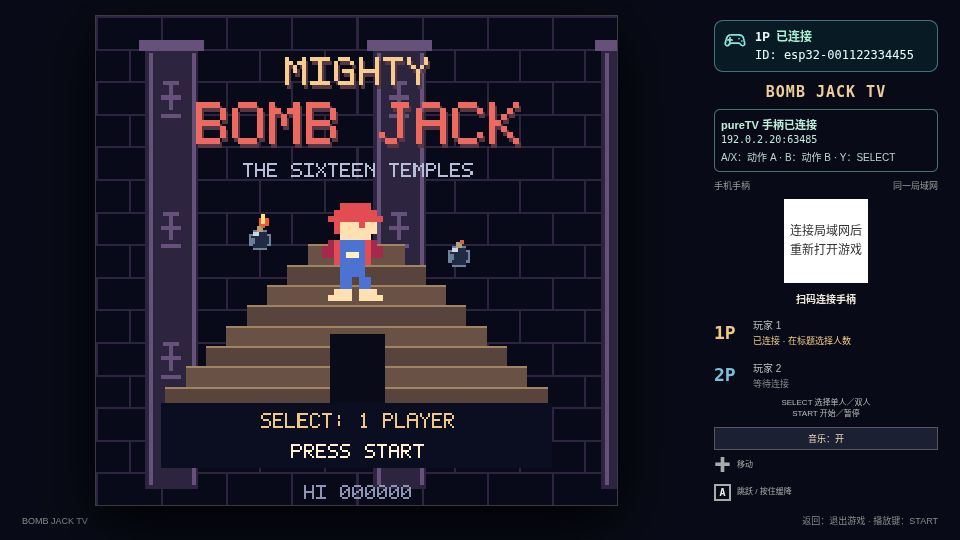 MIGHTY
BOMB JACK
THE SIXTEEN TEMPLES
SELECT: 1 PLAYER
PRESS START
HI 000000
BOMB JACK TV
1P 已连接
ID: esp32-001122334455
BOMB JACK TV
pureTV 手柄已连接
192.0.2.20:63485
A/X：动作 A · B：动作 B · Y：SELECT
手机手柄 同一局域网
连接局域网后
重新打开游戏
扫码连接手柄
1P 玩家 1
已连接 · 在标题选择人数
2P 玩家 2
等待连接
SELECT 选择单人／双人
START 开始／暂停
音乐：开
移动
A 跳跃 / 按住缓降
返回：退出游戏 · 播放键：START